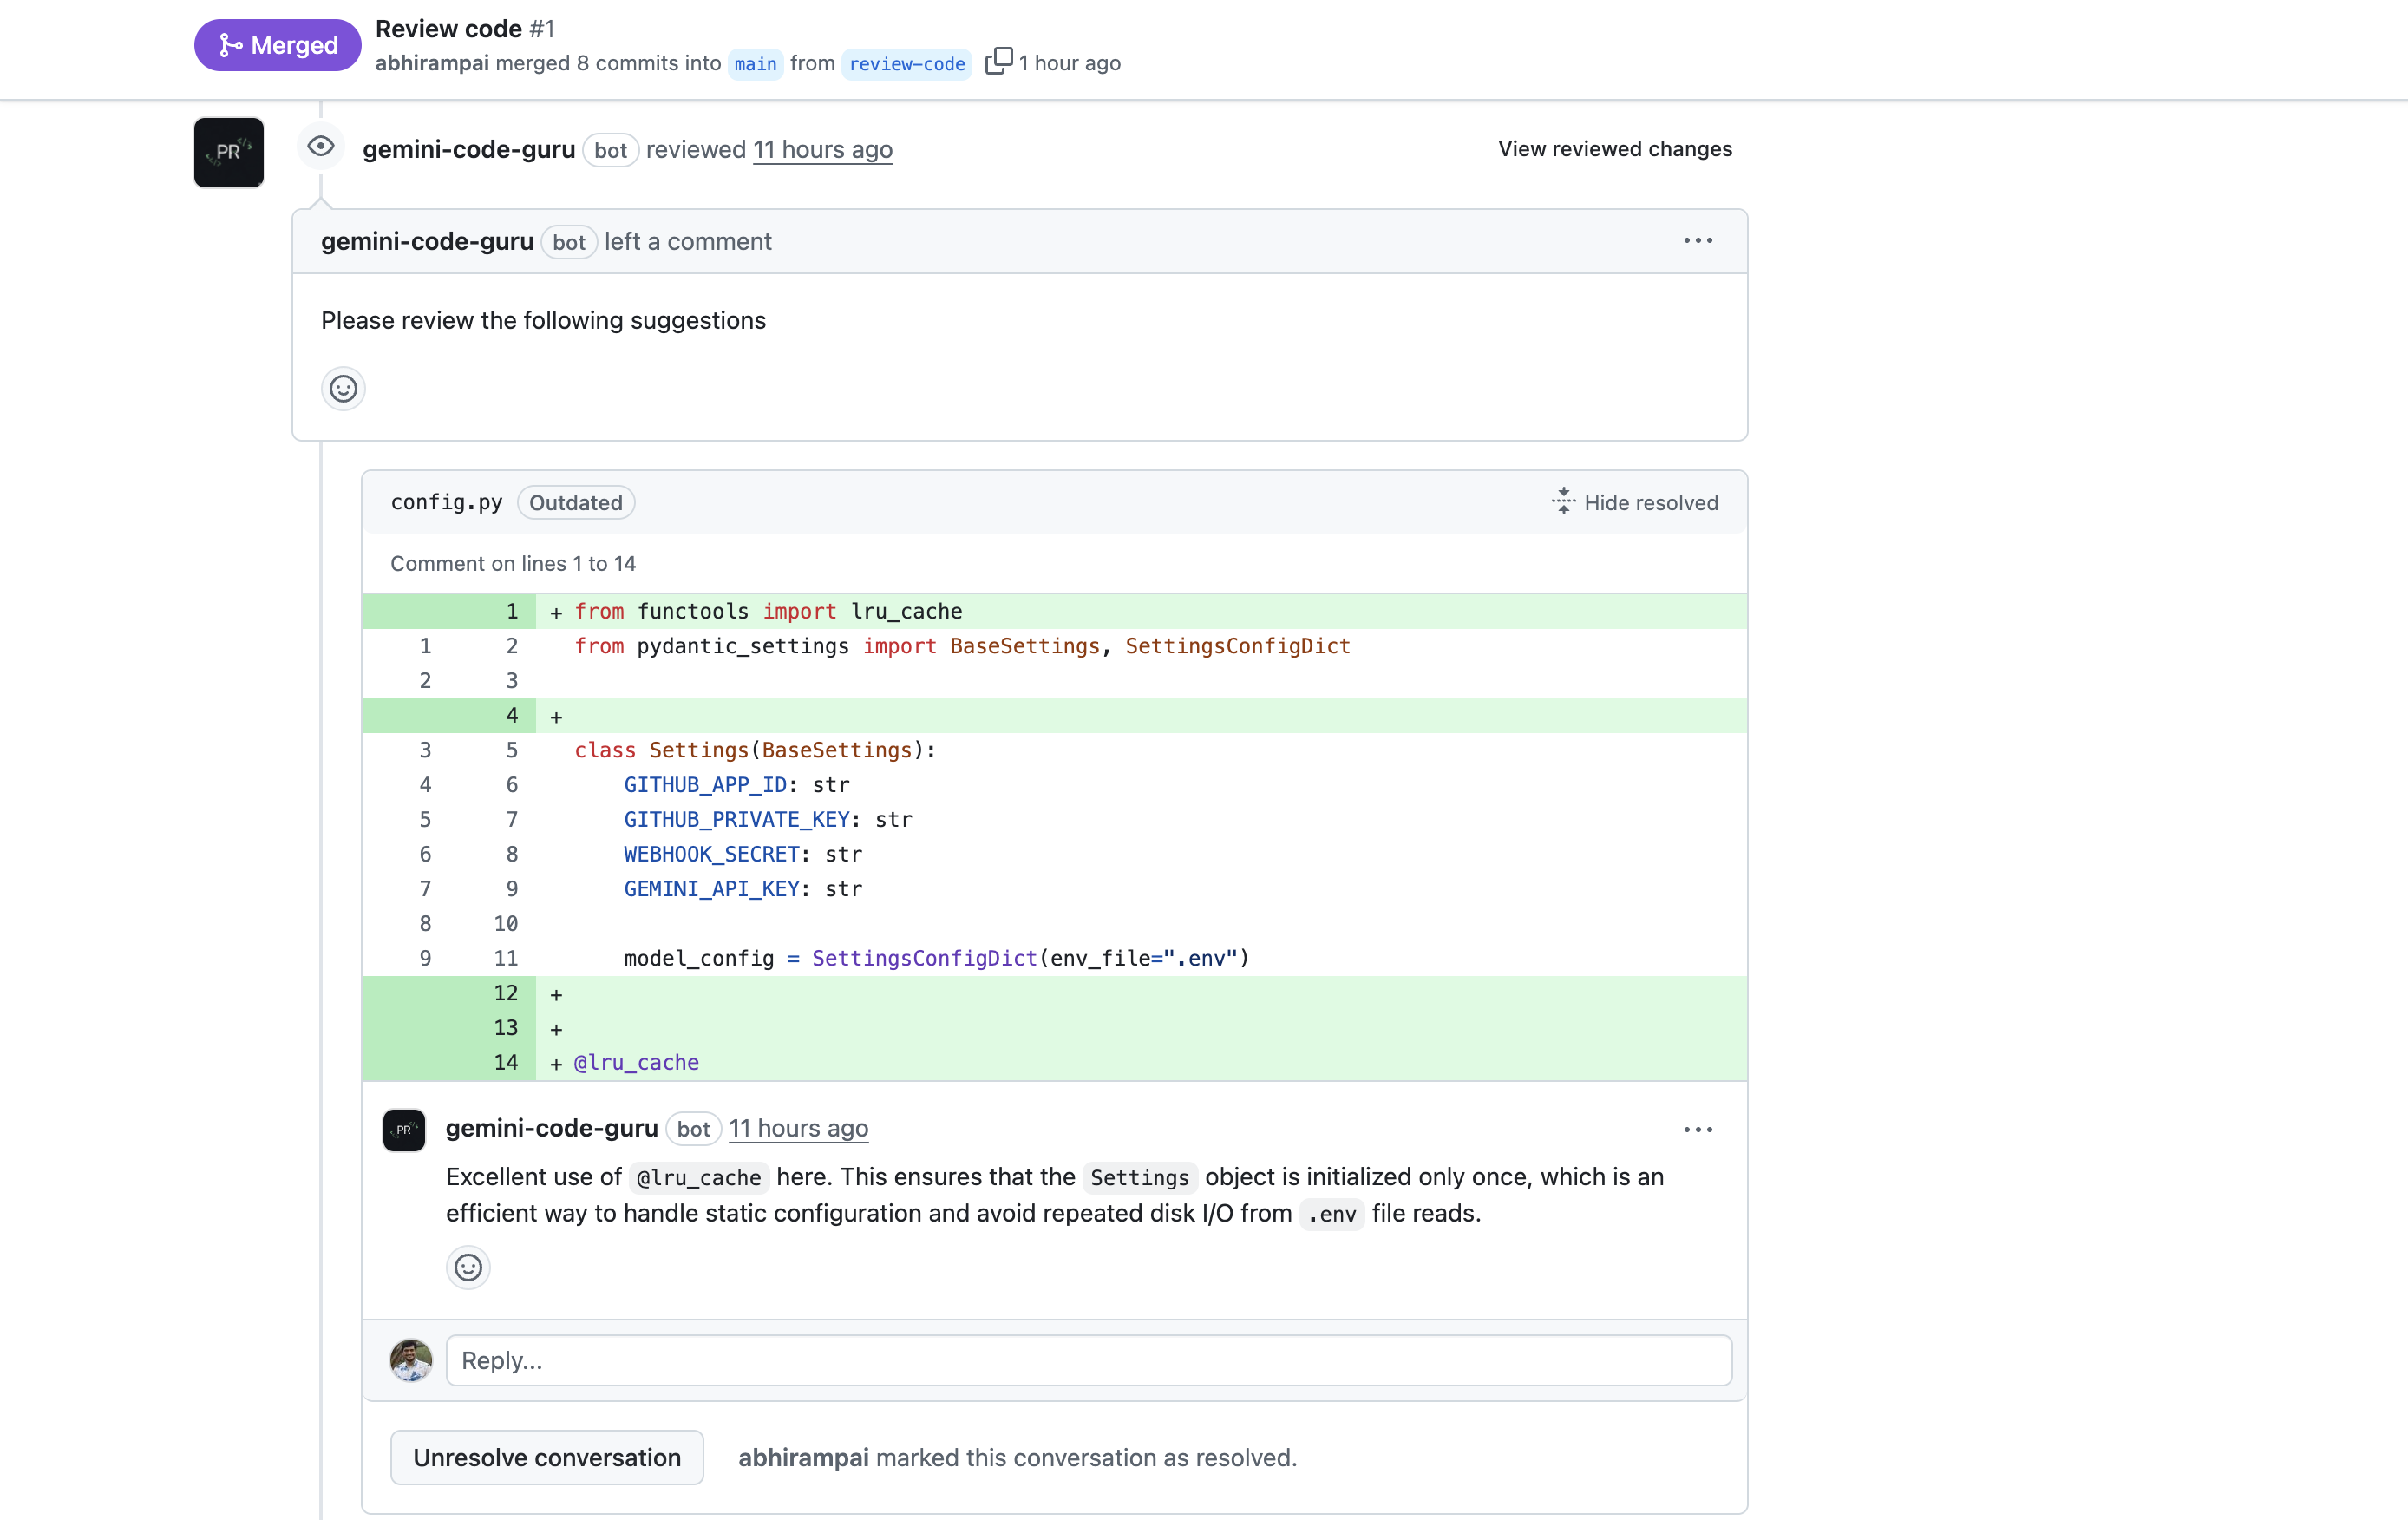 Merged
Review code #1
abhirampai merged 8 commits into main from review-code 1 hour ago
PR
gemini-code-guru bot reviewed 11 hours ago
View reviewed changes
gemini-code-guru bot left a comment
Please review the following suggestions
config.py Outdated
Hide resolved
Comment on lines 1 to 14
1 + from functools import lru_cache
1 2 from pydantic_settings import BaseSettings, SettingsConfigDict
2 3
4 +
3 5 class Settings(BaseSettings):
4 6 GITHUB_APP_ID: str
5 7 GITHUB_PRIVATE_KEY: str
6 8 WEBHOOK_SECRET: str
7 9 GEMINI_API_KEY: str
8 10
9 11 model_config = SettingsConfigDict(env_file=".env")
12 +
13 +
14 + @lru_cache
PR
gemini-code-guru bot 11 hours ago
Excellent use of @lru_cache here. This ensures that the Settings object is initialized only once, which is an
efficient way to handle static configuration and avoid repeated disk I/O from .env file reads.
Reply...
Unresolve conversation
abhirampai marked this conversation as resolved.